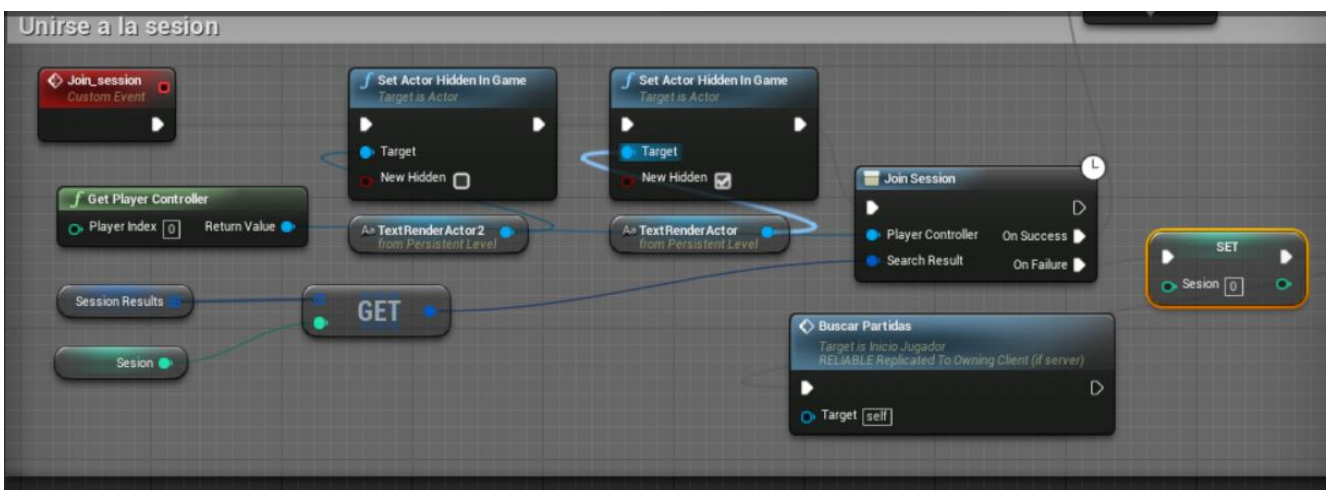 Unirse a la sesion
Join_session
Custom Event
Set Actor Hidden In Game
Target is Actor
Target
New Hidden
Set Actor Hidden In Game
Target is Actor
Target
New Hidden
Get Player Controller
Player Index 0 Return Value
TextRenderActor2
from Persistent Level
TextRenderActor
from Persistent Level
Join Session
Player Controller On Success
Search Result On Failure
SET
Sesion 0
Session Results
GET
Sesion
Buscar Partidas
Target is Inicio Jugador
RELIABLE Replicated To Owning Client (if server)
Target self